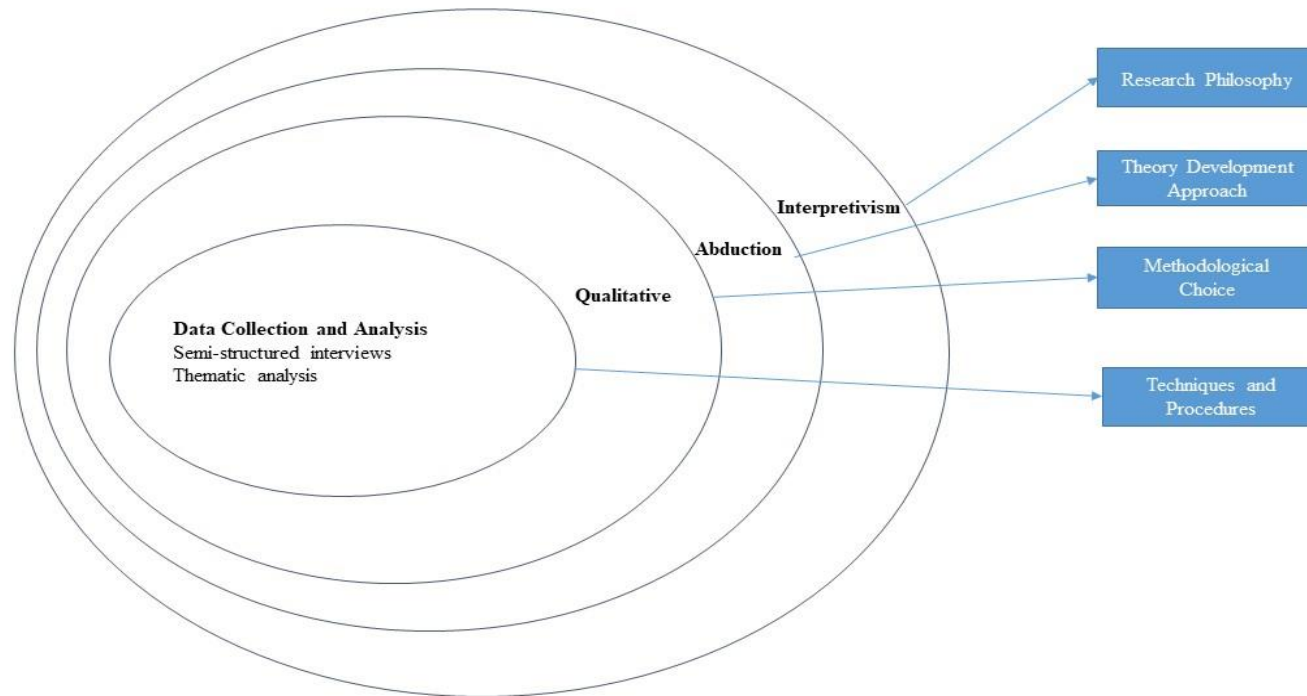 Research Philosophy
Theory Development
Approach
Interpretivism
Abduction
Methodological
Choice
Qualitative
Data Collection and Analysis
Semi-structured interviews
Thematic analysis
Techniques and
Procedures